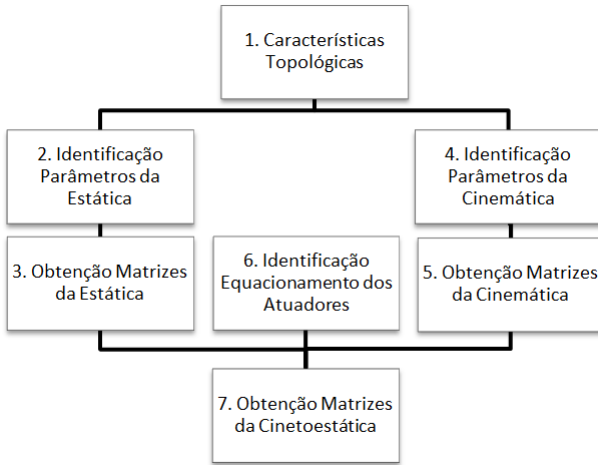 1. Características
Topológicas
2. Identificação
Parâmetros da
Estática
4. Identificação
Parâmetros da
Cinemática
3. Obtenção Matrizes
da Estática
6. Identificação
Equacionamento dos
Atuadores
5. Obtenção Matrizes
da Cinemática
7. Obtenção Matrizes
da Cinetoestática